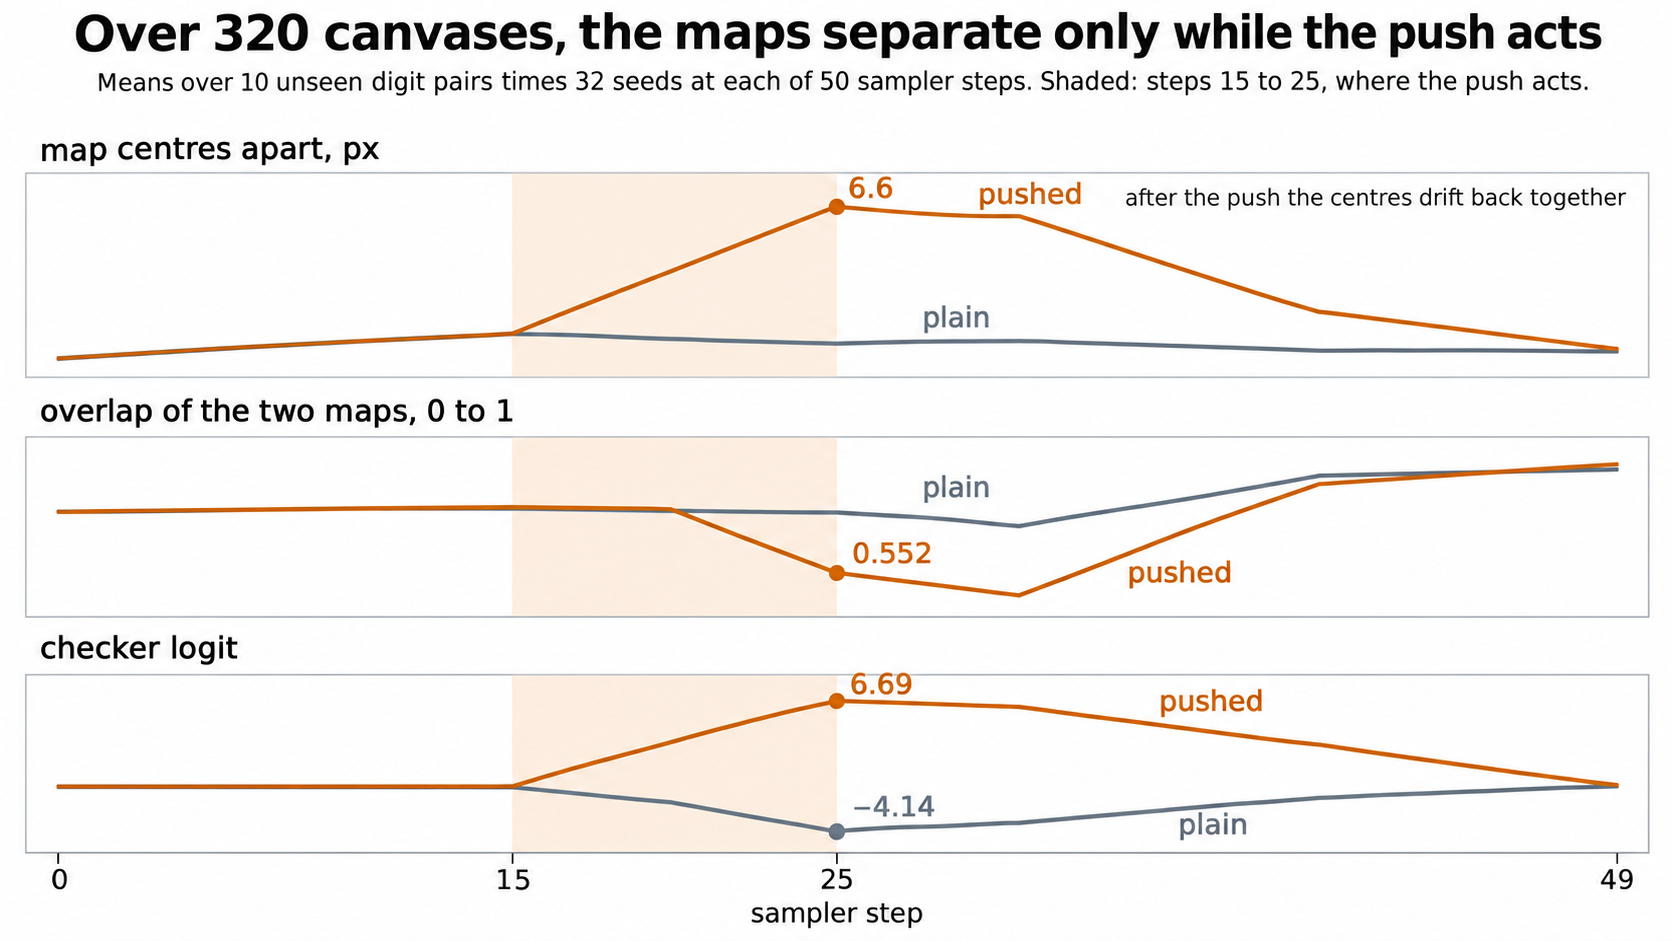 Over 320 canvases, the maps separate only while the push acts
Means over 10 unseen digit pairs times 32 seeds at each of 50 sampler steps. Shaded: steps 15 to 25, where the push acts.
map centres apart, px
6.6
pushed
after the push the centres drift back together
plain
overlap of the two maps, 0 to 1
plain
0.552
pushed
checker logit
6.69
pushed
−4.14
plain
0 15 25 49
sampler step